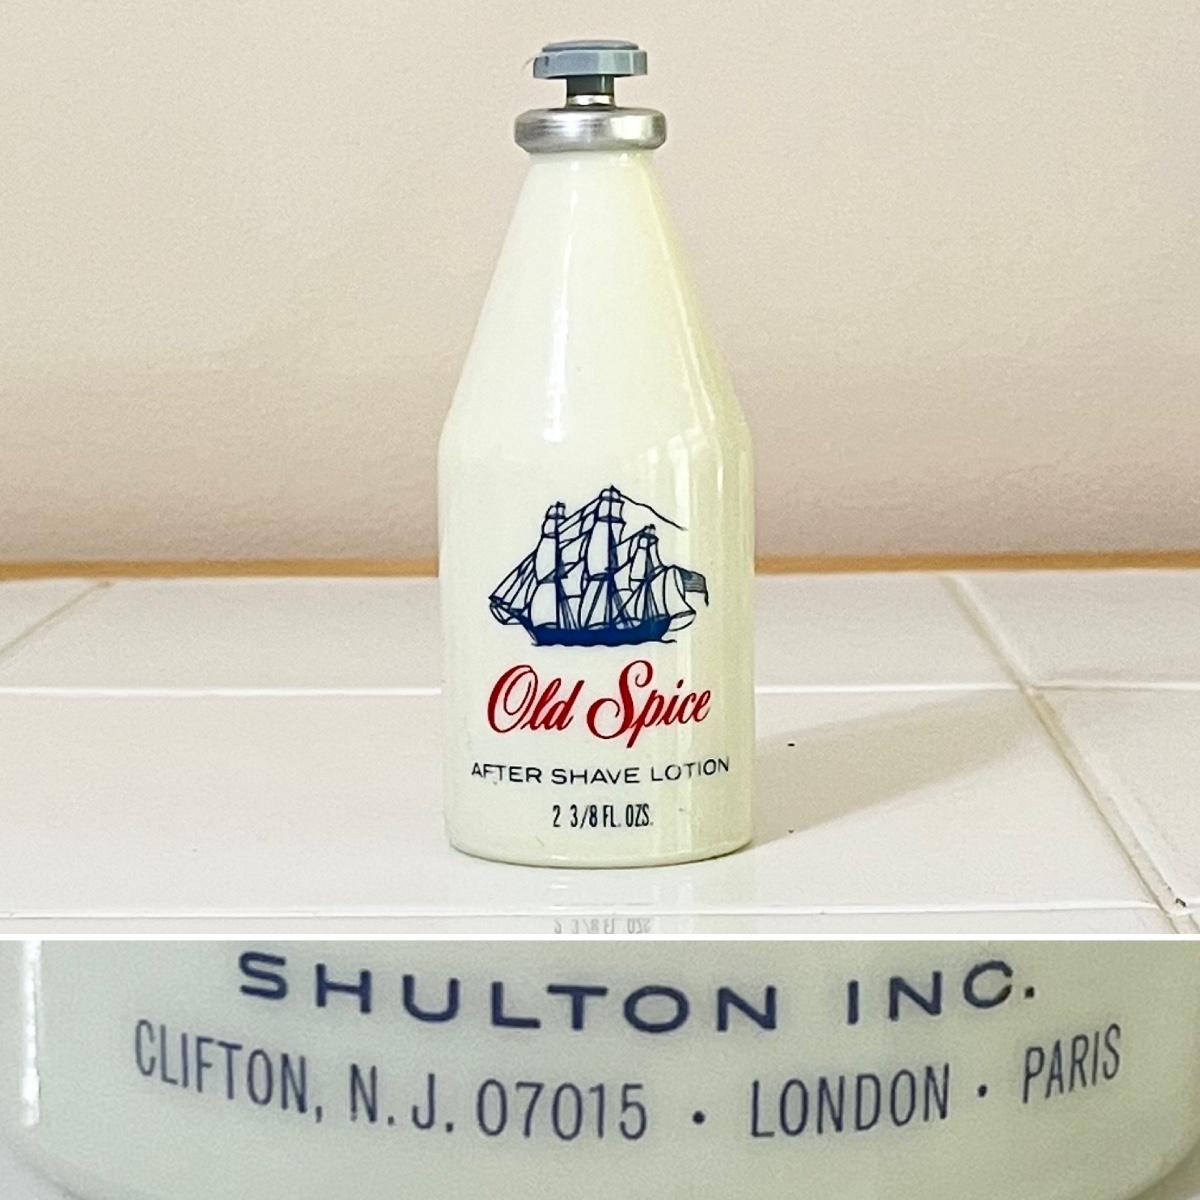 Old Spice
AFTER SHAVE LOTION
2 3/8 FL. OZS.
SHULTON INC.
CLIFTON, N. J. 07015 • LONDON • PARIS